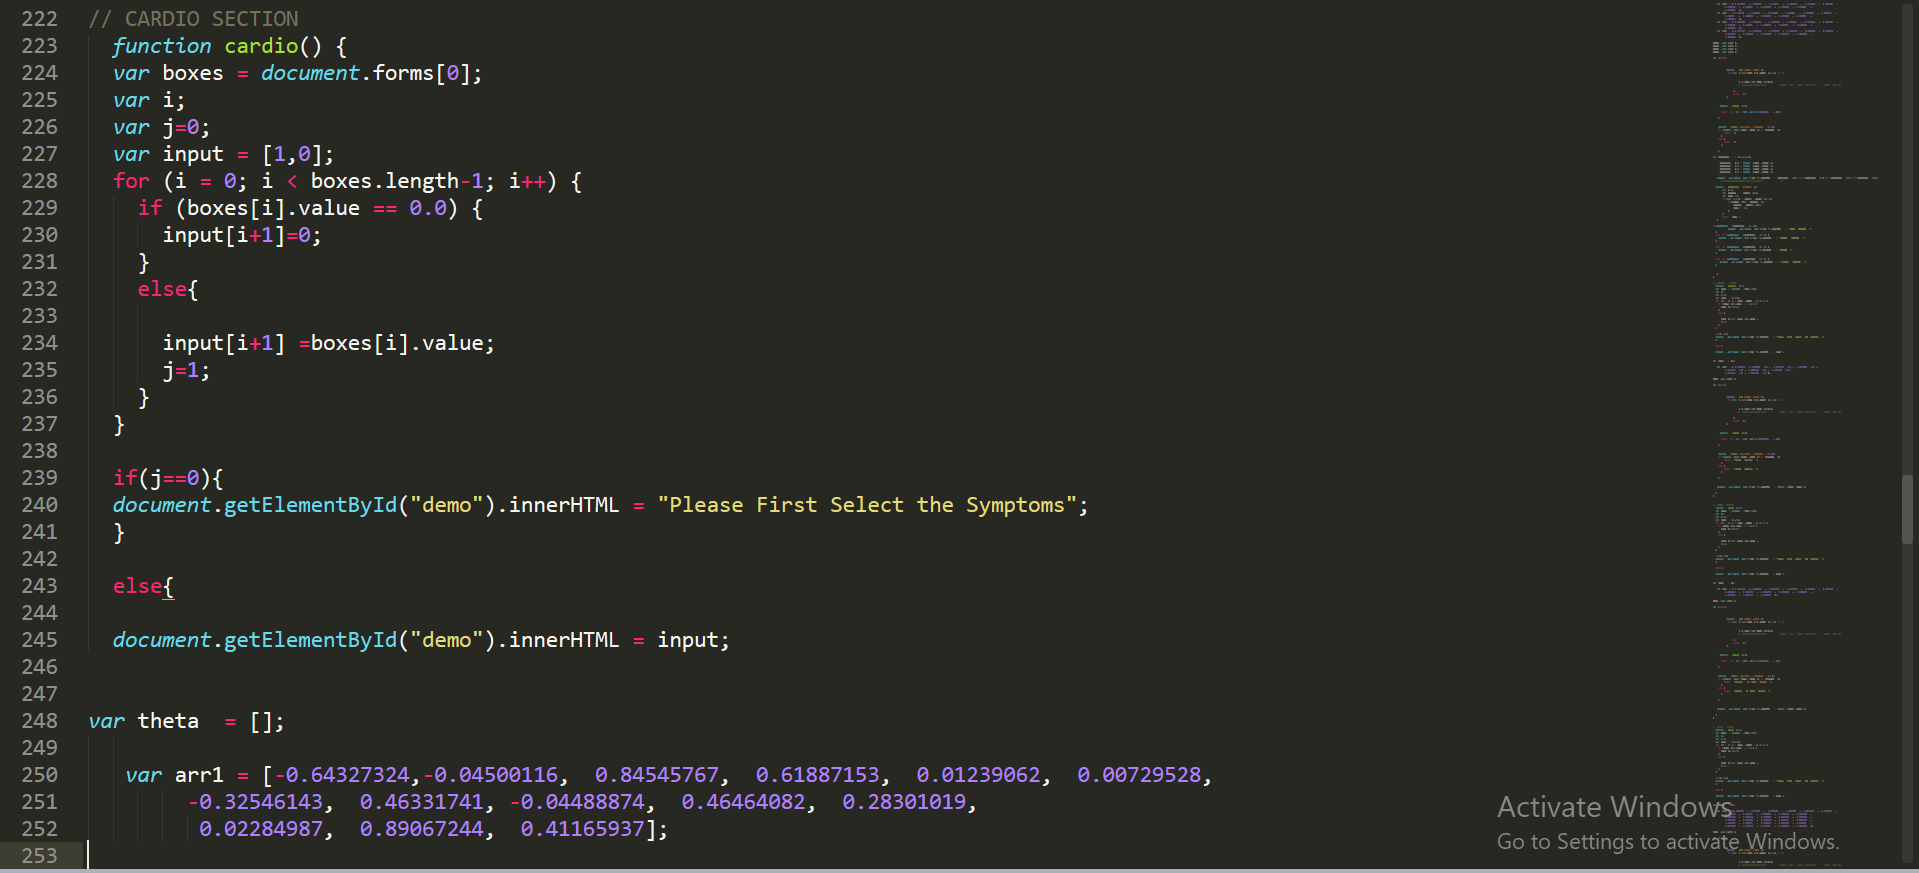 222 // CARDIO SECTION
223 function cardio() {
224 var boxes = document.forms[0];
225 var i;
226 var j=0;
227 var input = [1,0];
228 for (i = 0; i < boxes.length-1; i++) {
229 if (boxes[i].value == 0.0) {
230 input[i+1]=0;
231 }
232 else{
233
234 input[i+1] =boxes[i].value;
235 j=1;
236 }
237 }
238
239 if(j==0){
240 document.getElementById("demo").innerHTML = "Please First Select the Symptoms";
241 }
242
243 else{
244
245 document.getElementById("demo").innerHTML = input;
246
247
248 var theta  = [];
249
250 var arr1 = [-0.64327324,-0.04500116,  0.84545767,  0.61887153,  0.01239062,  0.00729528,
251 -0.32546143,  0.46331741, -0.04488874,  0.46464082,  0.28301019,
252 0.02284987,  0.89067244,  0.41165937];
253
Activate Windows
Go to Settings to activate Windows.